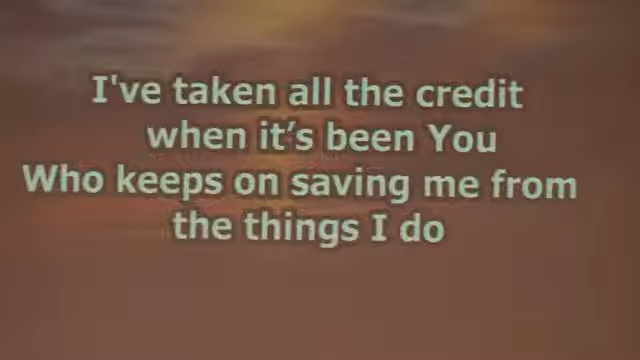 I've taken all the credit
when it’s been You
Who keeps on saving me from
the things I do